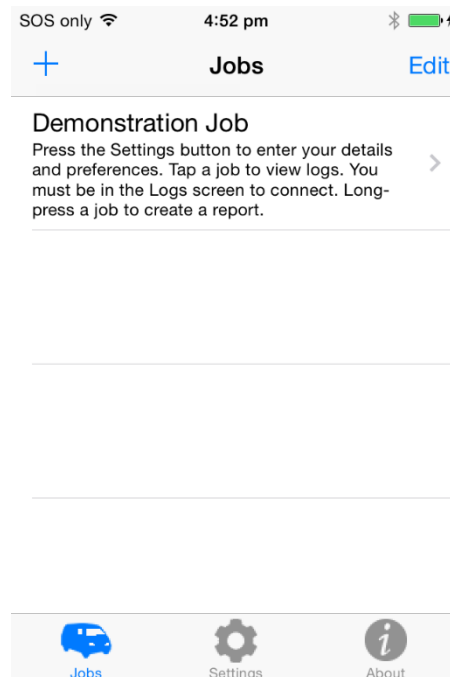 SOS only 4:52 pm
Jobs Edit
Demonstration Job
Press the Settings button to enter your details
and preferences. Tap a job to view logs. You
must be in the Logs screen to connect. Long-
press a job to create a report.
Jobs Settings About